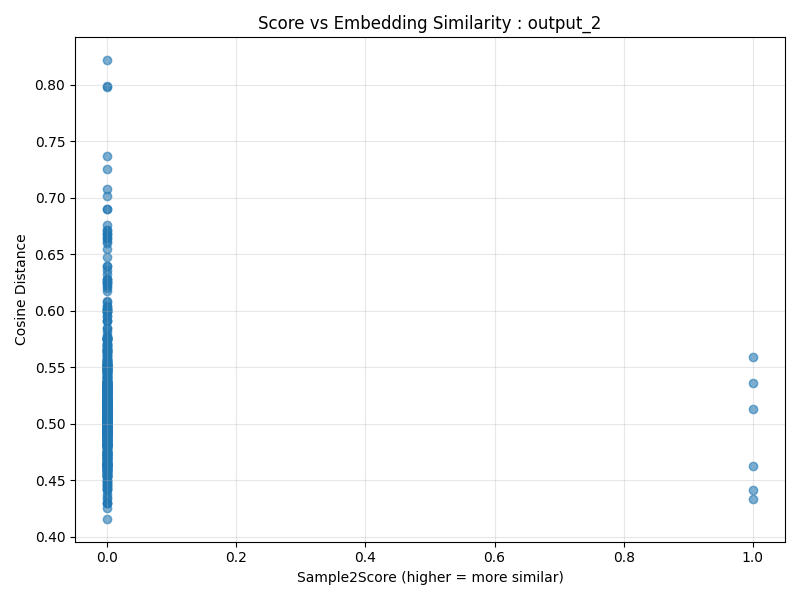 Score vs Embedding Similarity : output_2
Cosine Distance
0.80
0.75
0.70
0.65
0.60
0.55
0.50
0.45
0.40
0.0 0.2 0.4 0.6 0.8 1.0
Sample2Score (higher = more similar)